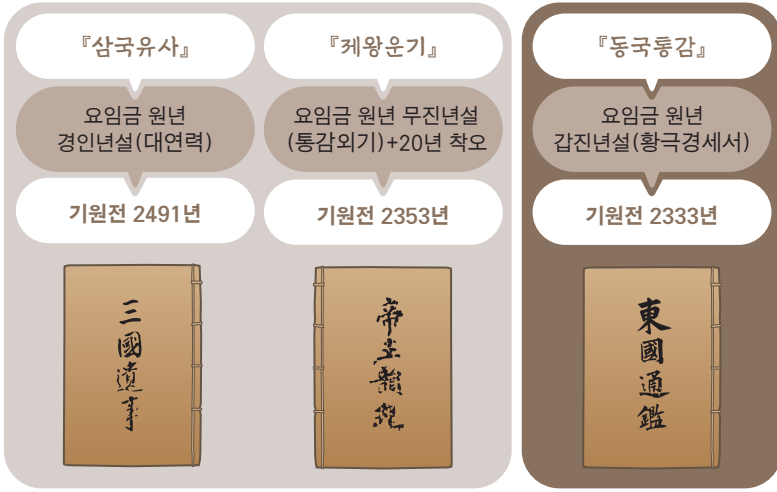 『삼국유사』
요임금 원년
경인년설(대연력)
기원전 2491년
三國遺事
『제왕운기』
요임금 원년 무진년설
(통감외기)+20년 착오
기원전 2353년
帝王韻紀
『동국통감』
요임금 원년
갑진년설(황극경세서)
기원전 2333년
東國通鑑